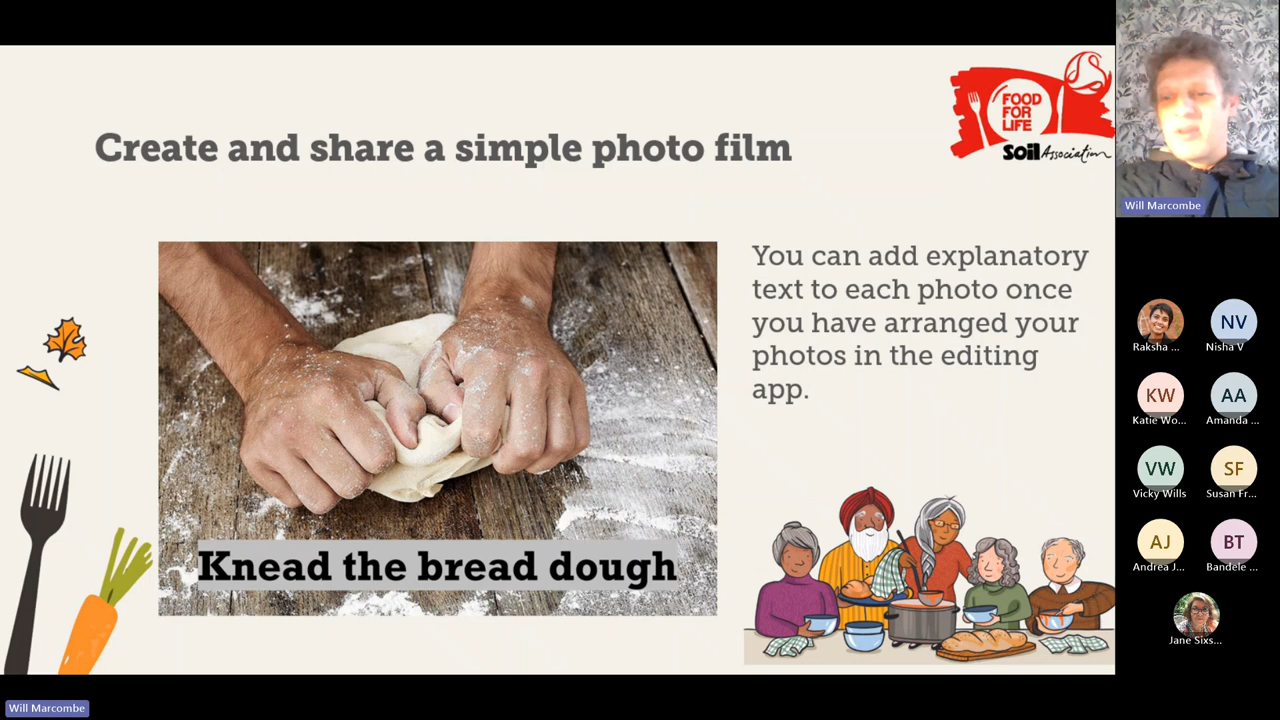 Create and share a simple photo film
FOOD
FOR
LIFE
Soil Association
You can add explanatory
text to each photo once
you have arranged your
photos in the editing
app.
Knead the bread dough
Will Marcombe
Raksha ...
NV
Nisha V
KW
Katie Wo...
AA
Amanda ...
VW
Vicky Wills
SF
Susan Fr...
AJ
Andrea J...
BT
Bandele ...
Jane Sixs...
Will Marcombe